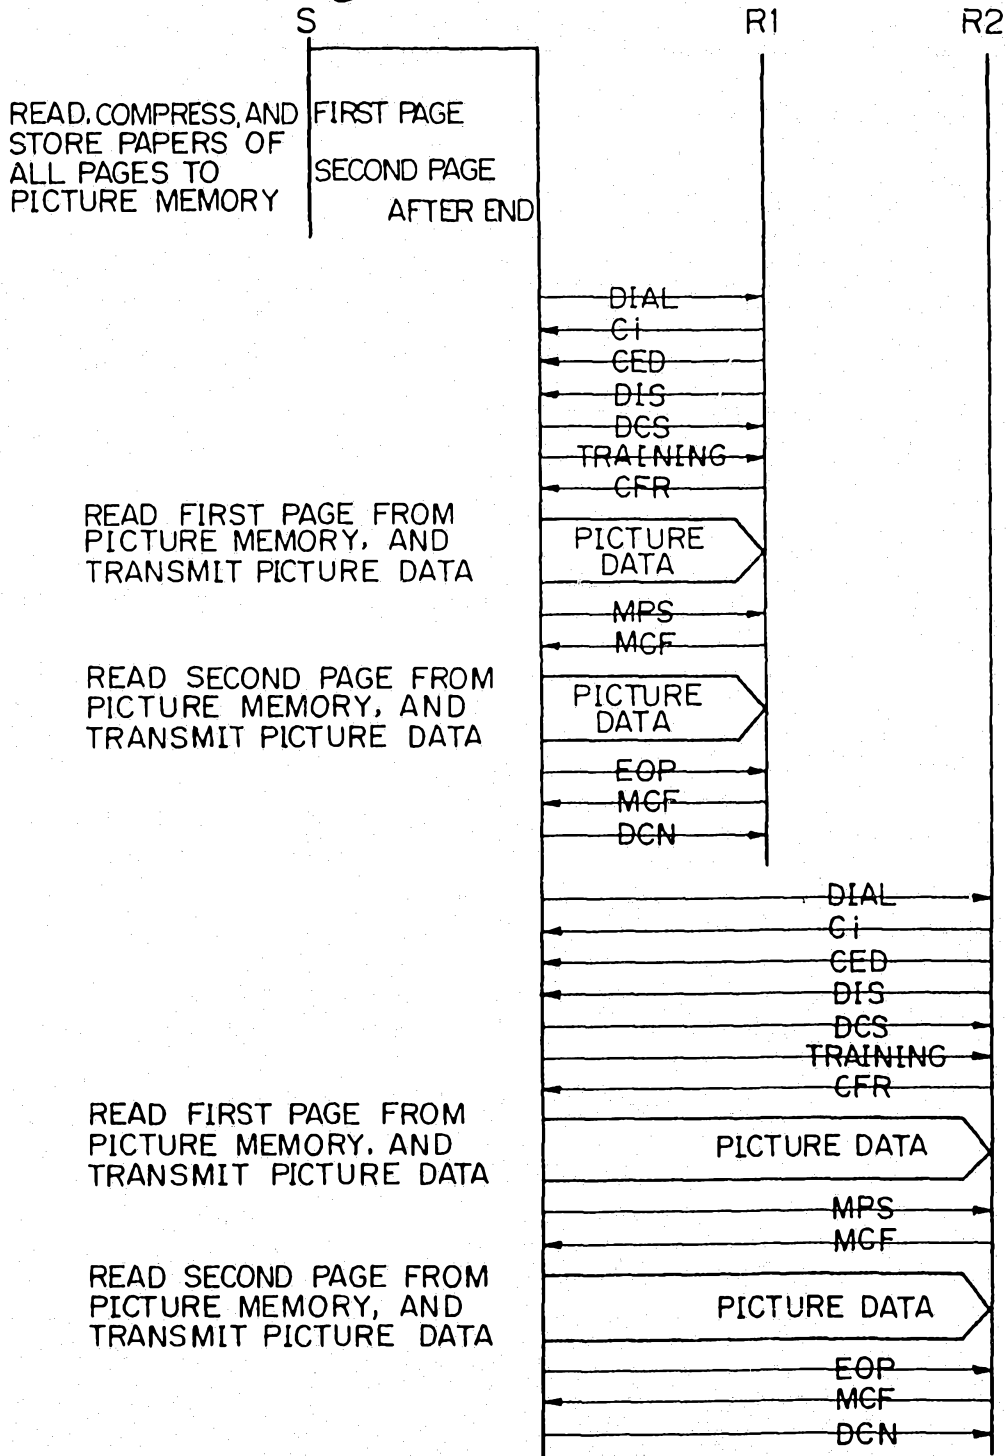 S R1 R2
READ, COMPRESS, AND FIRST PAGE
STORE PAPERS OF
ALL PAGES TO SECOND PAGE
PICTURE MEMORY AFTER END
DIAL
Ci
CED
DIS
DCS
TRAINING
CFR
READ FIRST PAGE FROM
PICTURE MEMORY, AND
TRANSMIT PICTURE DATA
PICTURE
DATA
MPS
MCF
READ SECOND PAGE FROM
PICTURE MEMORY, AND
TRANSMIT PICTURE DATA
PICTURE
DATA
EOP
MCF
DCN
DIAL
Ci
CED
DIS
DCS
TRAINING
CFR
READ FIRST PAGE FROM
PICTURE MEMORY, AND
TRANSMIT PICTURE DATA
PICTURE DATA
MPS
MCF
READ SECOND PAGE FROM
PICTURE MEMORY, AND
TRANSMIT PICTURE DATA
PICTURE DATA
EOP
MCF
DCN